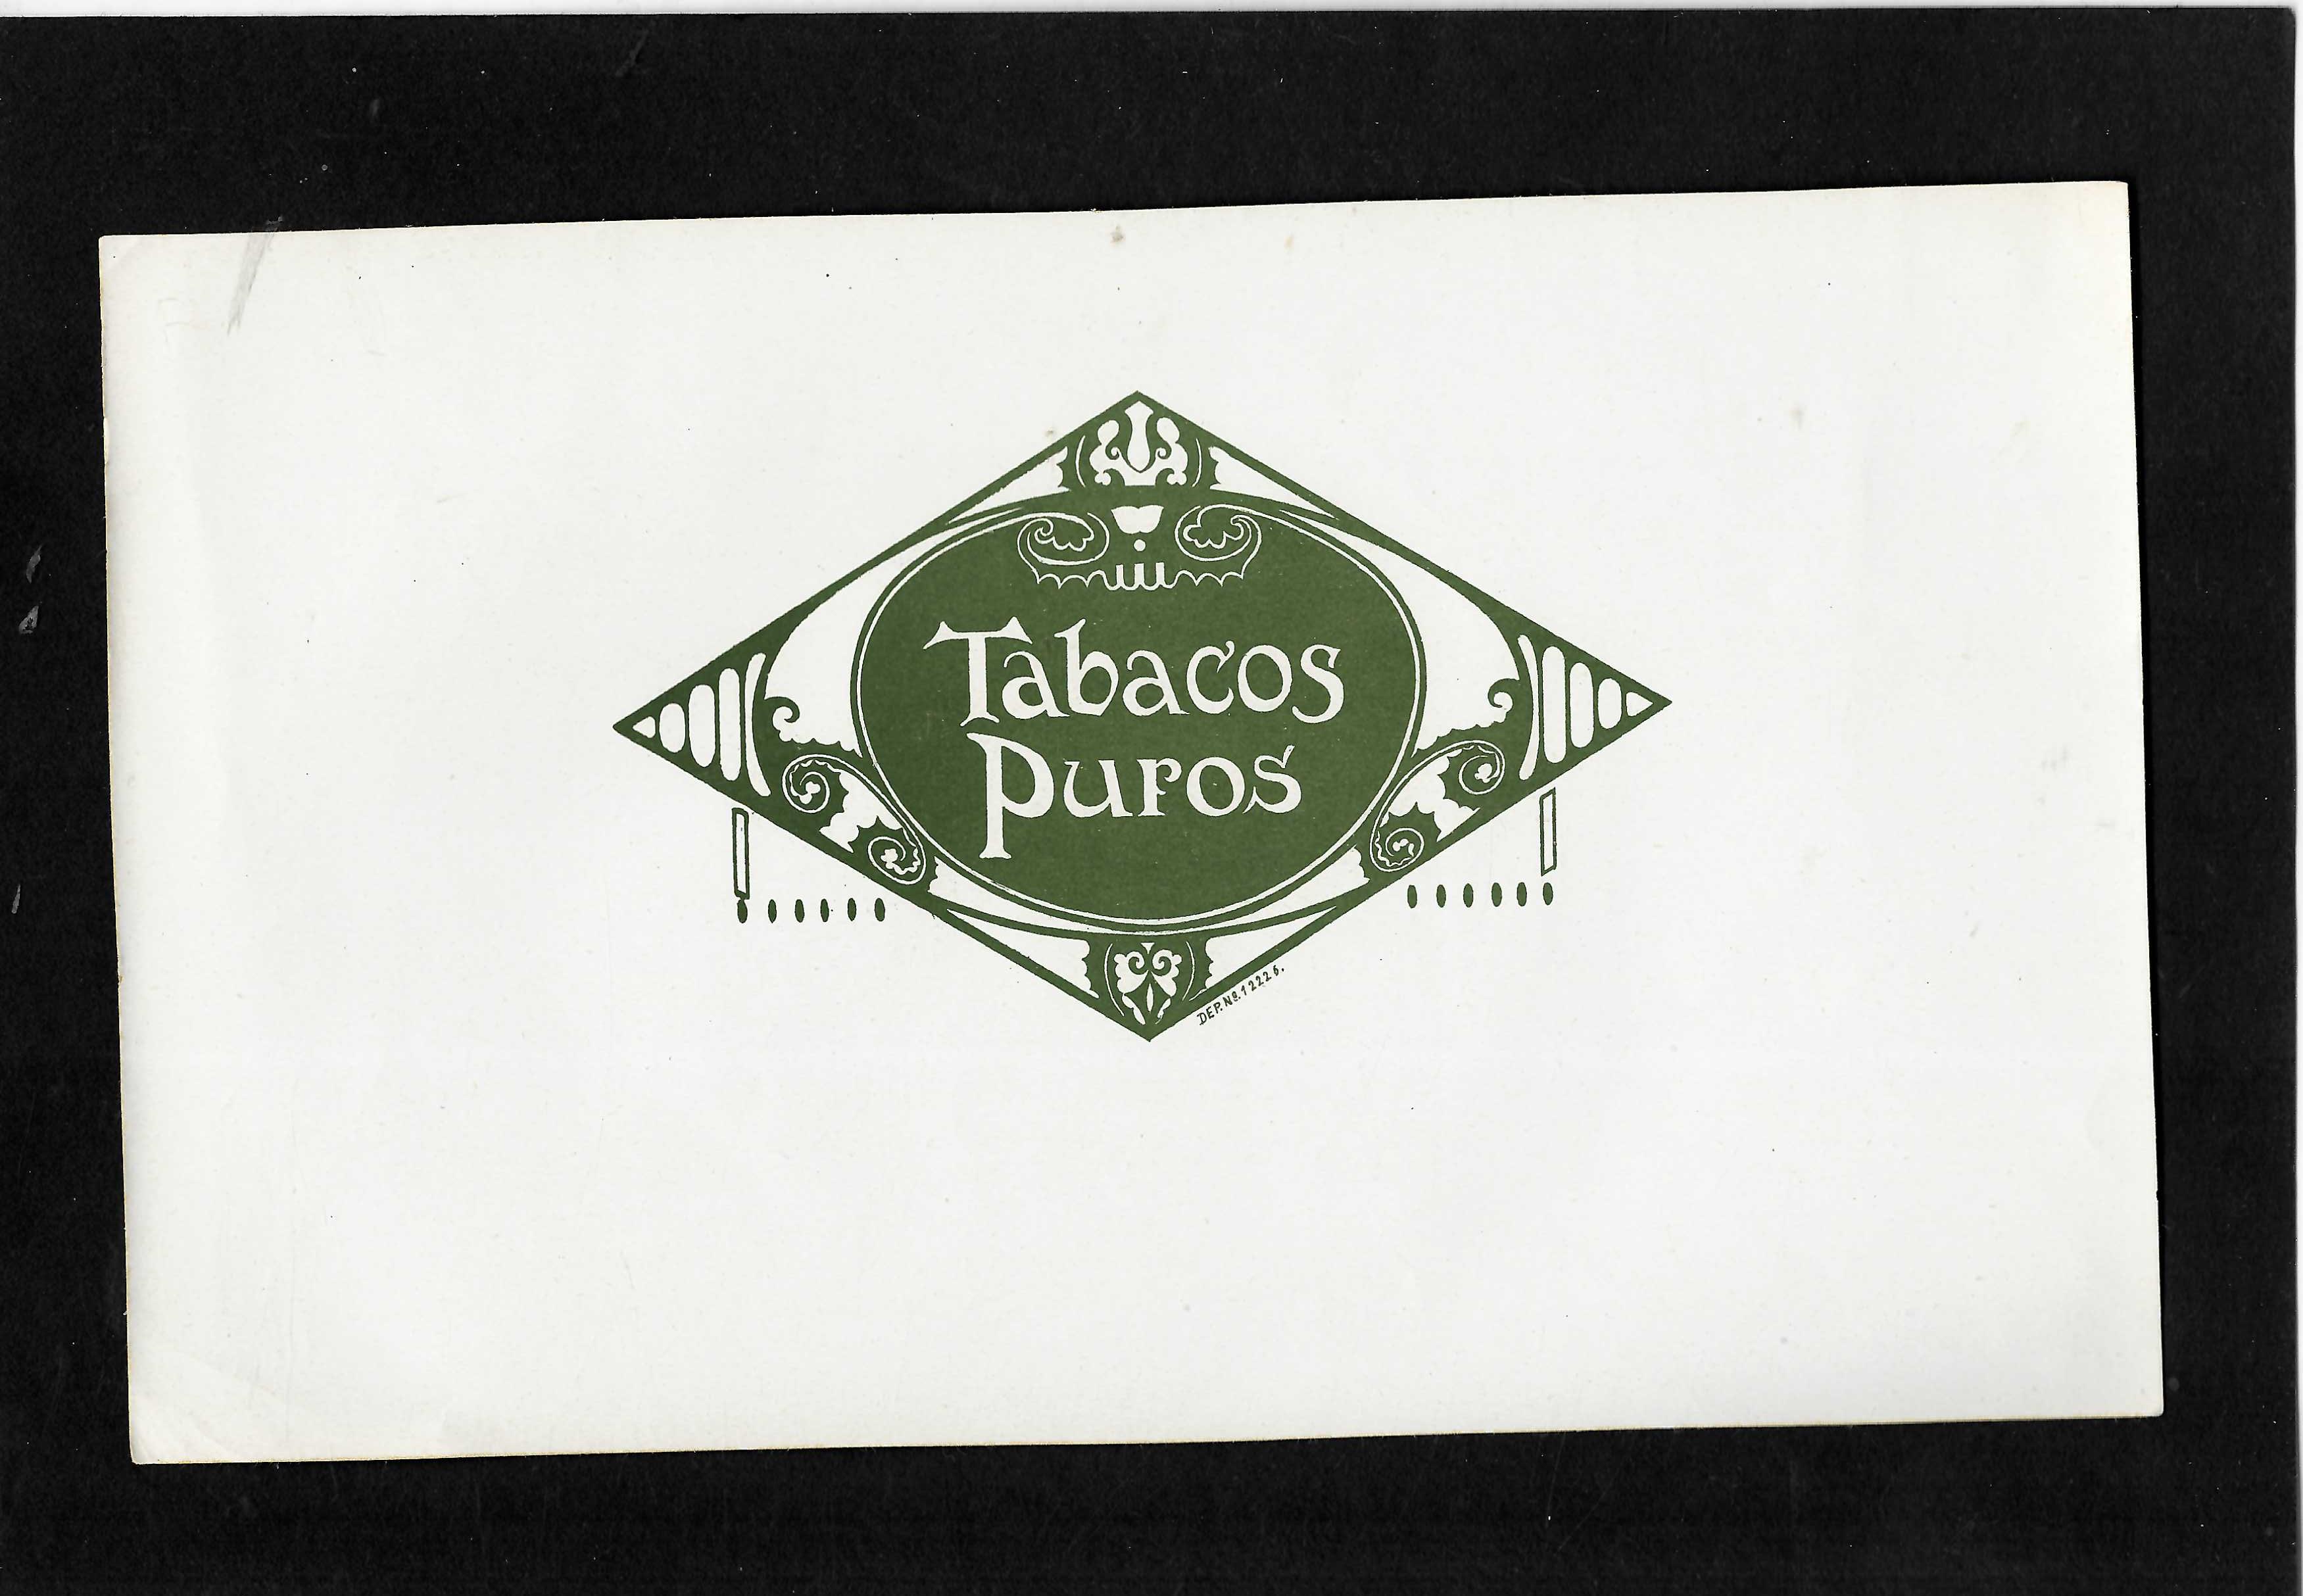 Tabacos
Puros
DEP. Nº. 12226.